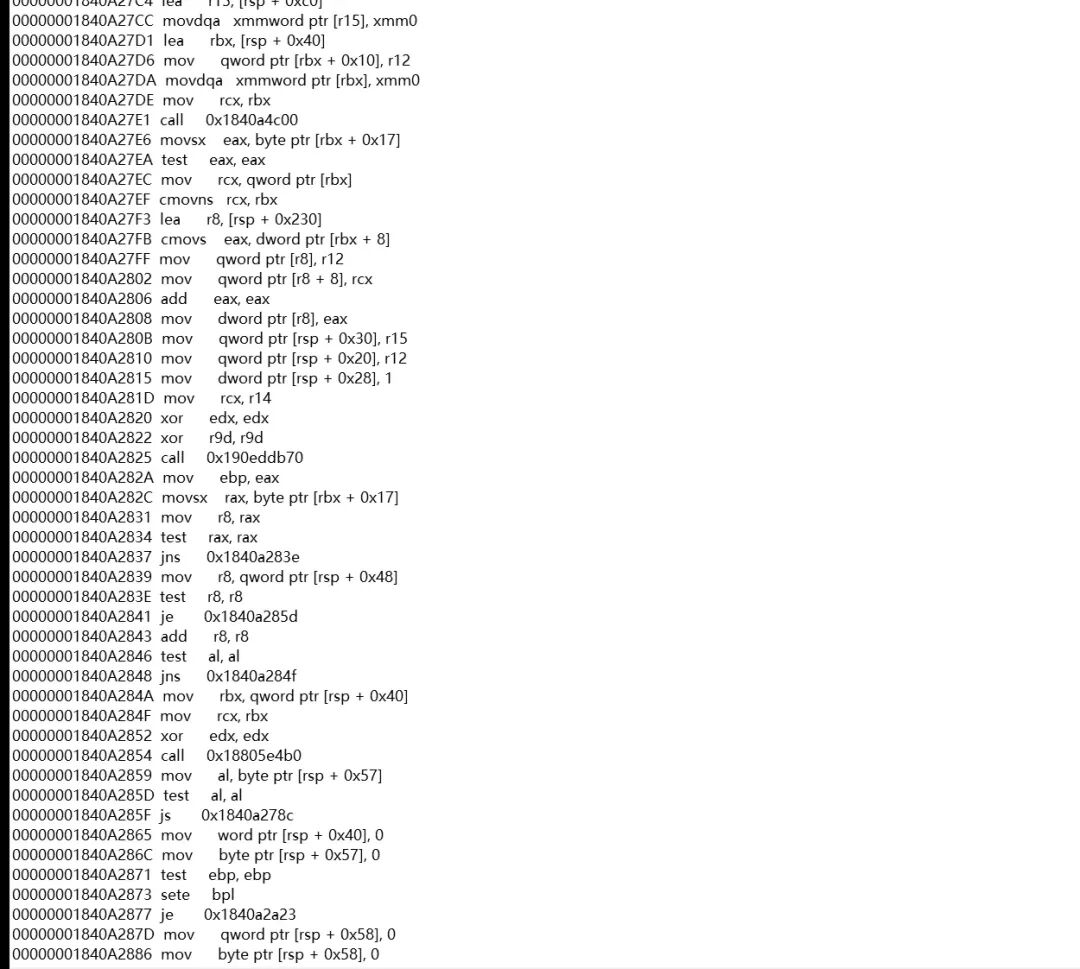 00000001840A27C4 lea r15, [rsp + 0xc0]
00000001840A27CC movdqa xmmword ptr [r15], xmm0
00000001840A27D1 lea rbx, [rsp + 0x40]
00000001840A27D6 mov qword ptr [rbx + 0x10], r12
00000001840A27DA movdqa xmmword ptr [rbx], xmm0
00000001840A27DE mov rcx, rbx
00000001840A27E1 call 0x1840a4c00
00000001840A27E6 movsx eax, byte ptr [rbx + 0x17]
00000001840A27EA test eax, eax
00000001840A27EC mov rcx, qword ptr [rbx]
00000001840A27EF cmovns rcx, rbx
00000001840A27F3 lea r8, [rsp + 0x230]
00000001840A27FB cmovs eax, dword ptr [rbx + 8]
00000001840A27FF mov qword ptr [r8], r12
00000001840A2802 mov qword ptr [r8 + 8], rcx
00000001840A2806 add eax, eax
00000001840A2808 mov dword ptr [r8], eax
00000001840A280B mov qword ptr [rsp + 0x30], r15
00000001840A2810 mov qword ptr [rsp + 0x20], r12
00000001840A2815 mov dword ptr [rsp + 0x28], 1
00000001840A281D mov rcx, r14
00000001840A2820 xor edx, edx
00000001840A2822 xor r9d, r9d
00000001840A2825 call 0x190eddb70
00000001840A282A mov ebp, eax
00000001840A282C movsx rax, byte ptr [rbx + 0x17]
00000001840A2831 mov r8, rax
00000001840A2834 test rax, rax
00000001840A2837 jns 0x1840a283e
00000001840A2839 mov r8, qword ptr [rsp + 0x48]
00000001840A283E test r8, r8
00000001840A2841 je 0x1840a285d
00000001840A2843 add r8, r8
00000001840A2846 test al, al
00000001840A2848 jns 0x1840a284f
00000001840A284A mov rbx, qword ptr [rsp + 0x40]
00000001840A284F mov rcx, rbx
00000001840A2852 xor edx, edx
00000001840A2854 call 0x18805e4b0
00000001840A2859 mov al, byte ptr [rsp + 0x57]
00000001840A285D test al, al
00000001840A285F js 0x1840a278c
00000001840A2865 mov word ptr [rsp + 0x40], 0
00000001840A286C mov byte ptr [rsp + 0x57], 0
00000001840A2871 test ebp, ebp
00000001840A2873 sete bpl
00000001840A2877 je 0x1840a2a23
00000001840A287D mov qword ptr [rsp + 0x58], 0
00000001840A2886 mov byte ptr [rsp + 0x58], 0